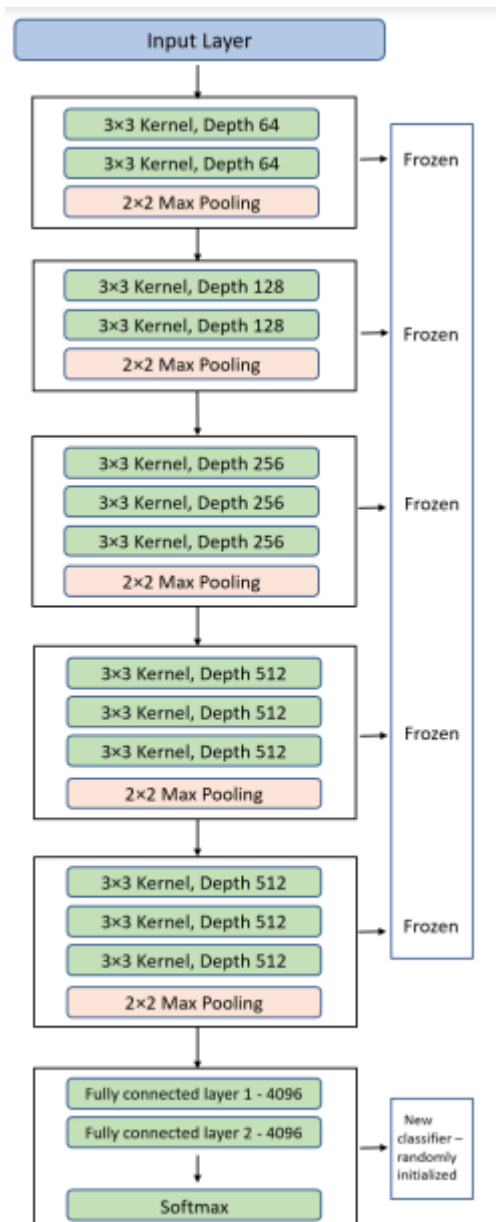 Input Layer
3×3 Kernel, Depth 64
3×3 Kernel, Depth 64
2×2 Max Pooling
Frozen
3×3 Kernel, Depth 128
3×3 Kernel, Depth 128
2×2 Max Pooling
Frozen
3×3 Kernel, Depth 256
3×3 Kernel, Depth 256
3×3 Kernel, Depth 256
2×2 Max Pooling
Frozen
3×3 Kernel, Depth 512
3×3 Kernel, Depth 512
3×3 Kernel, Depth 512
2×2 Max Pooling
Frozen
3×3 Kernel, Depth 512
3×3 Kernel, Depth 512
3×3 Kernel, Depth 512
2×2 Max Pooling
Frozen
Fully connected layer 1 - 4096
Fully connected layer 2 - 4096
Softmax
New
classifier –
randomly
initialized